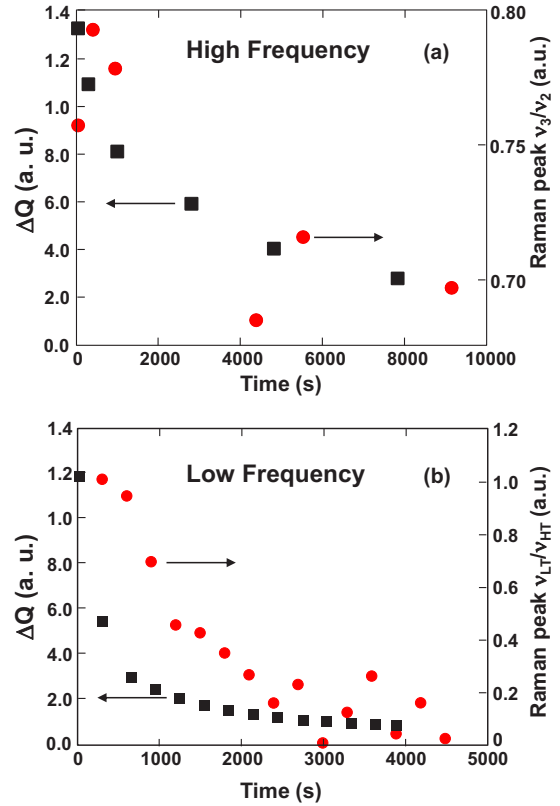 High Frequency (a)
ΔQ (a. u.)
1.4
1.2
1.0
8.0
6.0
4.0
2.0
0.0
0.80
0.75
0.70
Raman peak ν3/ν2 (a.u.)
0 2000 4000 6000 8000 10000
Time (s)
Low Frequency (b)
ΔQ (a. u.)
1.4
1.2
1.0
8.0
6.0
4.0
2.0
0.0
1.2
1.0
0.8
0.6
0.4
0.2
0
Raman peak νLT/νHT (a.u.)
0 1000 2000 3000 4000 5000
Time (s)